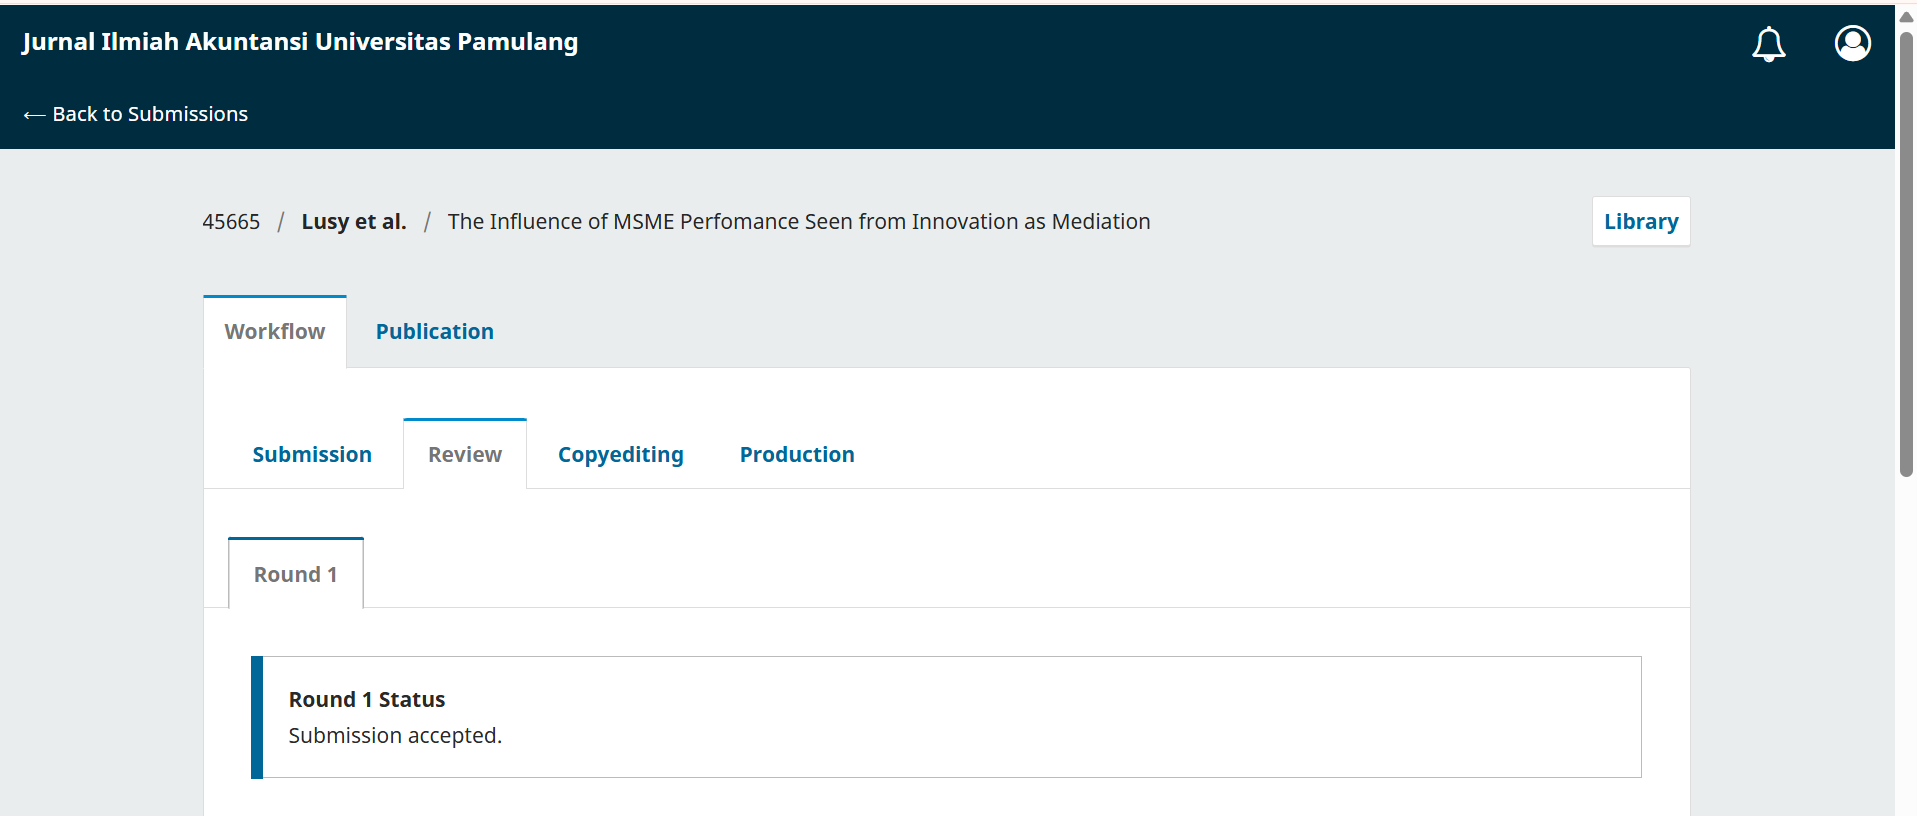 Jurnal Ilmiah Akuntansi Universitas Pamulang
← Back to Submissions
45665 / Lusy et al. / The Influence of MSME Perfomance Seen from Innovation as Mediation
Library
Workflow Publication
Submission Review Copyediting Production
Round 1
Round 1 Status
Submission accepted.